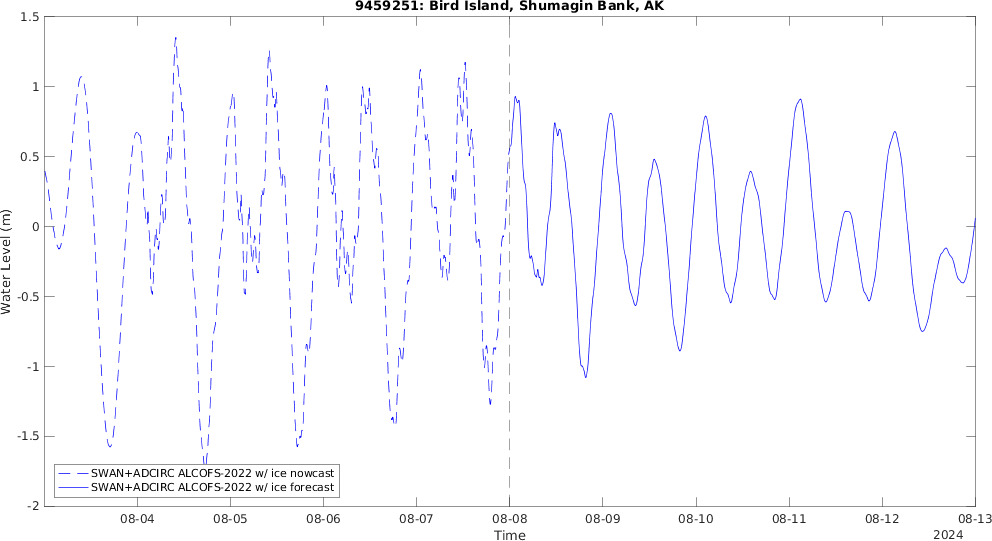 9459251: Bird Island, Shumagin Bank, AK
1.5
1
0.5
0
-0.5
-1
-1.5
-2
Water Level (m)
SWAN+ADCIRC ALCOFS-2022 w/ ice nowcast
SWAN+ADCIRC ALCOFS-2022 w/ ice forecast
08-04 08-05 08-06 08-07 08-08 08-09 08-10 08-11 08-12 08-13
Time
2024